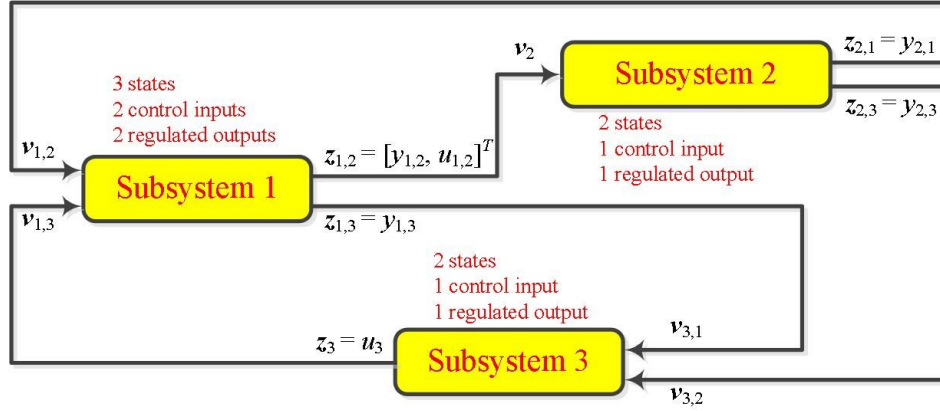 v₂
z₂,₁ = y₂,₁
Subsystem 2
z₂,₃ = y₂,₃
3 states
2 control inputs
2 regulated outputs
2 states
1 control input
1 regulated output
v₁,₂
z₁,₂ = [y₁,₂, u₁,₂]ᵀ
Subsystem 1
v₁,₃
z₁,₃ = y₁,₃
2 states
1 control input
1 regulated output
z₃ = u₃
Subsystem 3
v₃,₁
v₃,₂